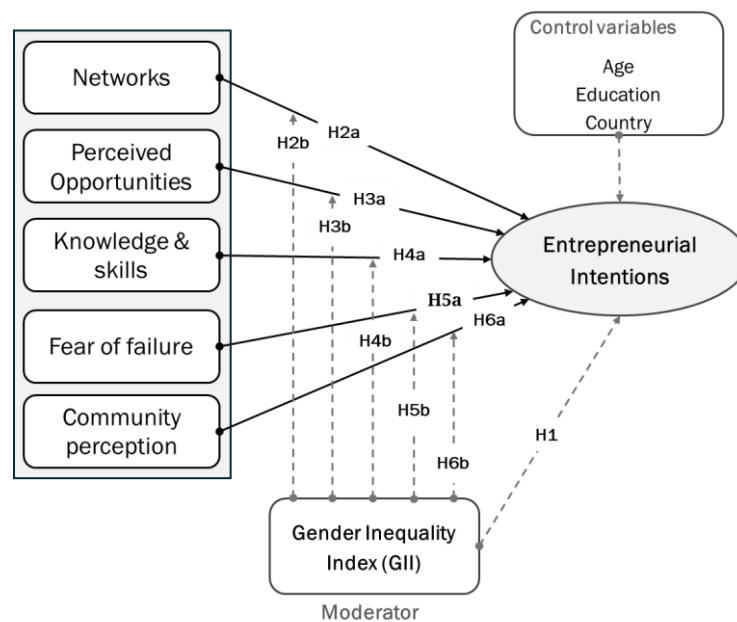 Control variables
Age
Education
Country
Networks
Perceived
Opportunities
Knowledge &
skills
Fear of failure
Community
perception
H2a
H2b
H3a
H3b
H4a
H5a
H6a
H4b
H5b
H6b
H1
Entrepreneurial
Intentions
Gender Inequality
Index (GII)
Moderator